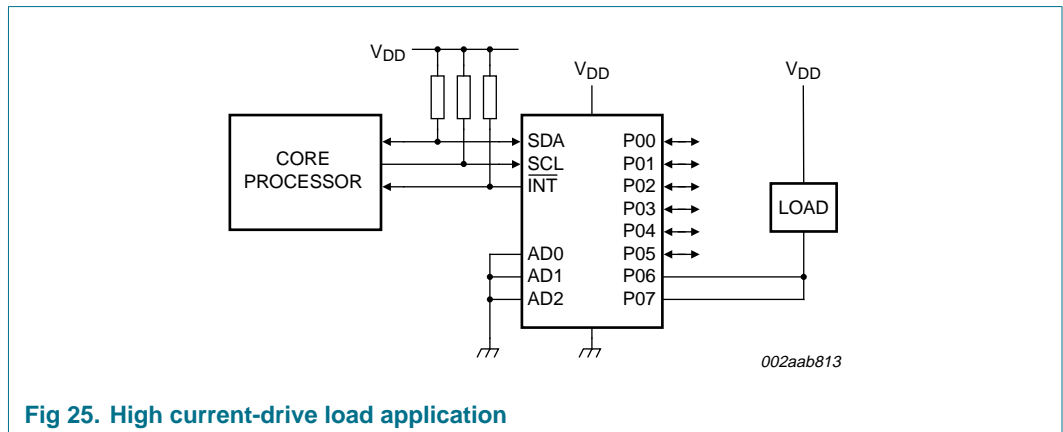 VDD
VDD
VDD
CORE
PROCESSOR
SDA
SCL
INT
AD0
AD1
AD2
P00
P01
P02
P03
P04
P05
P06
P07
LOAD
002aab813
Fig 25. High current-drive load application